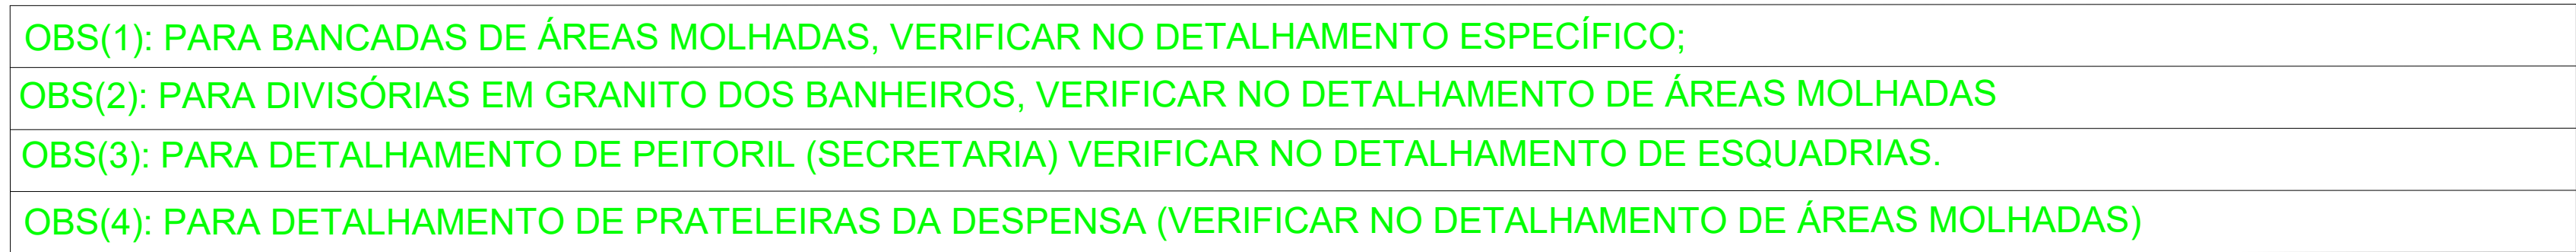 OBS(1): PARA BANCADAS DE ÁREAS MOLHADAS, VERIFICAR NO DETALHAMENTO ESPECÍFICO;
OBS(2): PARA DIVISÓRIAS EM GRANITO DOS BANHEIROS, VERIFICAR NO DETALHAMENTO DE ÁREAS MOLHADAS
OBS(3): PARA DETALHAMENTO DE PEITORIL (SECRETARIA) VERIFICAR NO DETALHAMENTO DE ESQUADRIAS.
OBS(4): PARA DETALHAMENTO DE PRATELEIRAS DA DESPENSA (VERIFICAR NO DETALHAMENTO DE ÁREAS MOLHADAS)